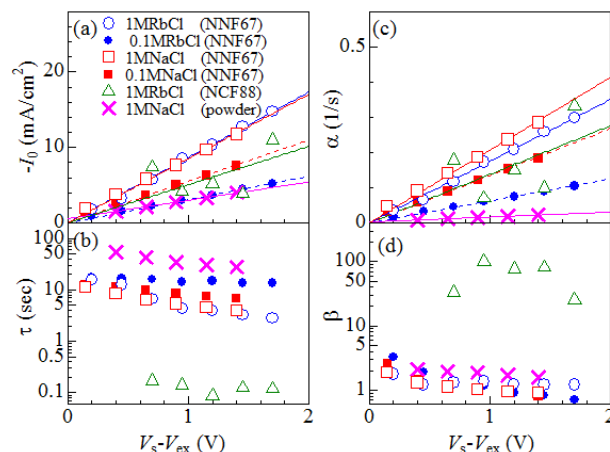 (a)
1MRbCl (NNF67)
0.1MRbCl (NNF67)
1MNaCl (NNF67)
0.1MNaCl (NNF67)
1MRbCl (NCF88)
1MNaCl (powder)
20
10
0
-I₀ (mA/cm²)
(c)
0.5
0
α (1/s)
(b)
100
50
10
5
1
0.5
0.1
τ (sec)
0 1 2
Vₛ-Vₑₓ (V)
(d)
100
50
10
5
1
β
0 1 2
Vₛ-Vₑₓ (V)